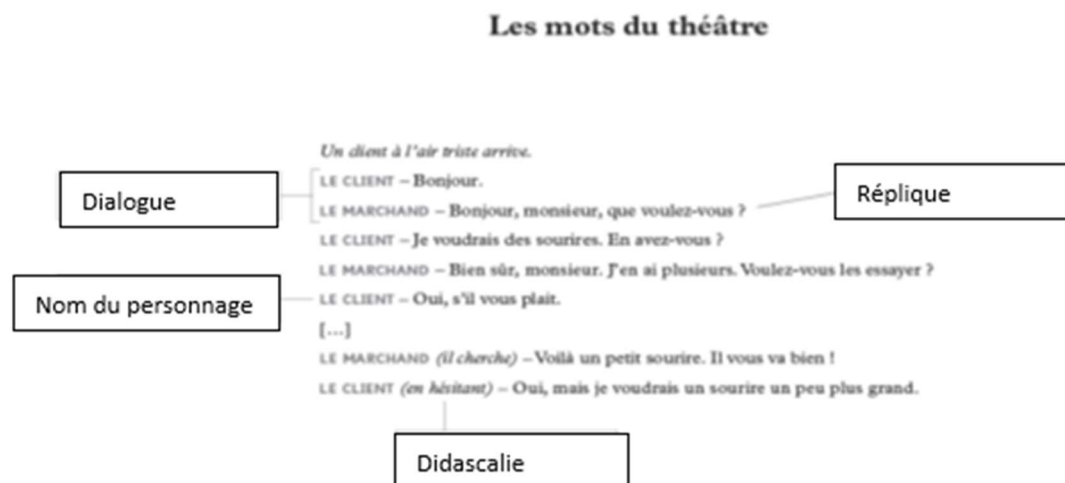 Les mots du théâtre
Un client à l'air triste arrive.
LE CLIENT – Bonjour.
Dialogue
LE MARCHAND – Bonjour, monsieur, que voulez-vous ?
Réplique
LE CLIENT – Je voudrais des sourires. En avez-vous ?
LE MARCHAND – Bien sûr, monsieur. J'en ai plusieurs. Voulez-vous les essayer ?
Nom du personnage
LE CLIENT – Oui, s'il vous plait.
[...]
LE MARCHAND (il cherche) – Voilà un petit sourire. Il vous va bien !
LE CLIENT (en hésitant) – Oui, mais je voudrais un sourire un peu plus grand.
Didascalie